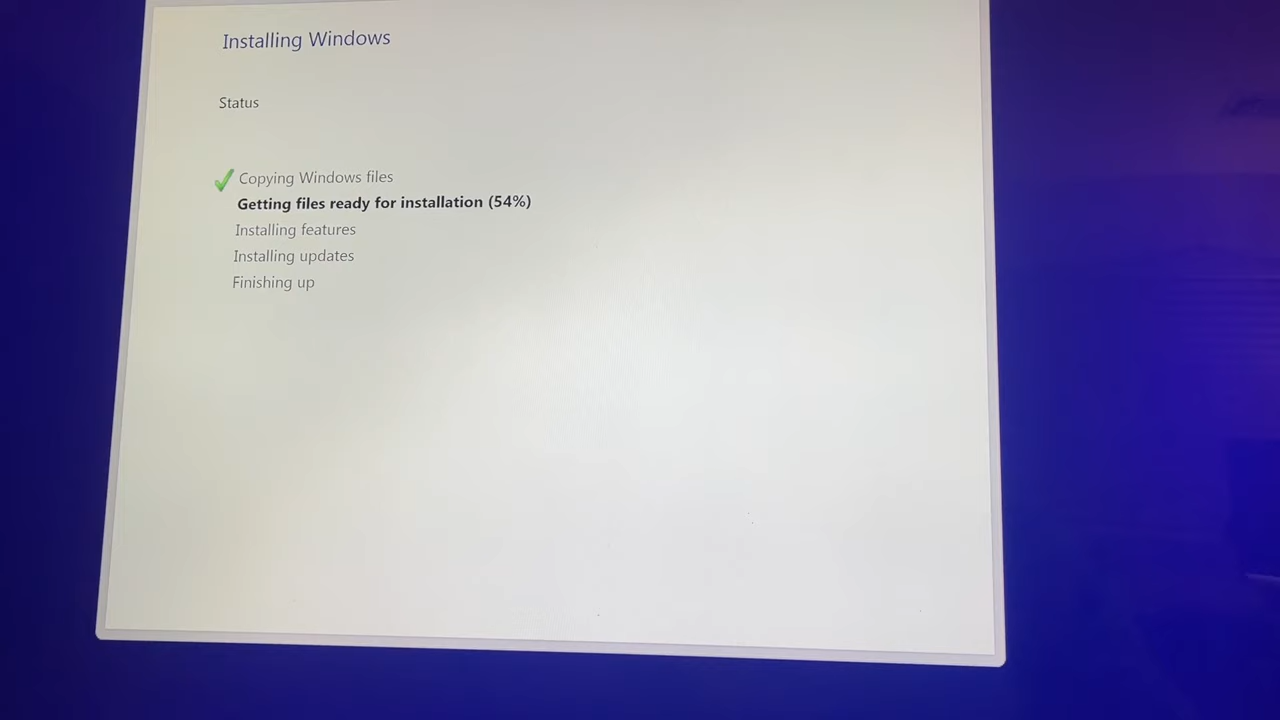 Installing Windows
Status
Copying Windows files
Getting files ready for installation (54%)
Installing features
Installing updates
Finishing up